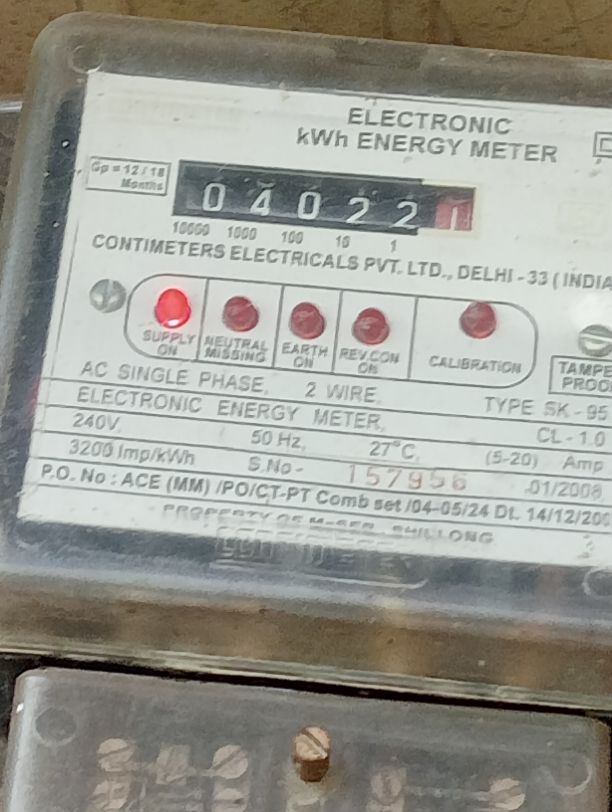 ELECTRONIC
kWh ENERGY METER
Gp = 12 / 18
Months
0 4 0 2 2 1
10000 1000 100 10 1
CONTIMETERS ELECTRICALS PVT. LTD., DELHI - 33 ( INDIA
SUPPLY ON
NEUTRAL MISSING
EARTH ON
REV.CON ON
CALIBRATION
TAMPE
PROO
AC SINGLE PHASE, 2 WIRE, TYPE SK - 95
ELECTRONIC ENERGY METER, CL - 1.0
240V, 50 Hz, 27°C, (5-20) Amp
3200 Imp/kWh S.No - 157956 01/2008
P.O. No : ACE (MM) /PO/CT-PT Comb set /04-05/24 Dt. 14/12/200
PROPERTY OF SHILLONG